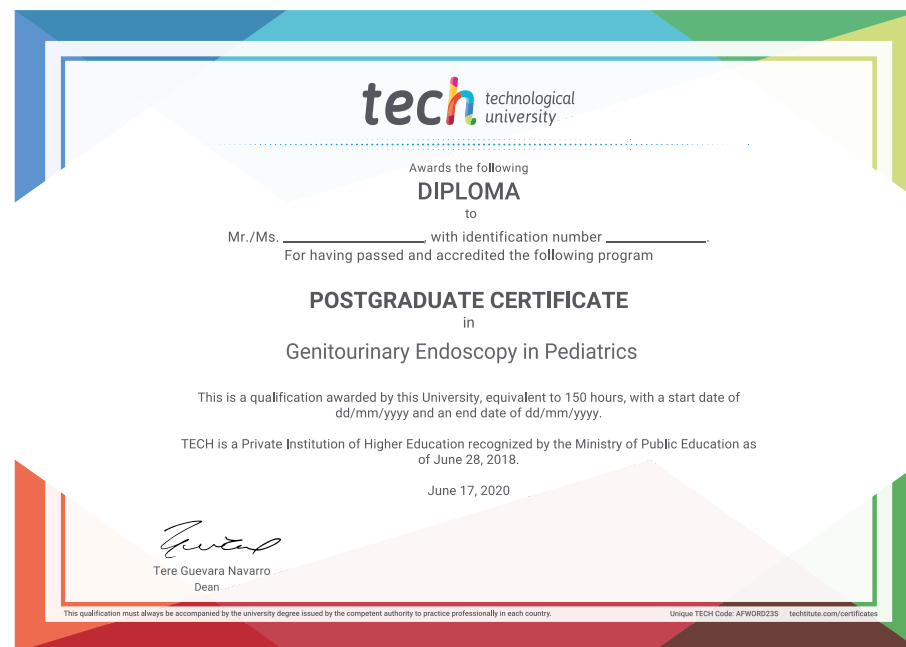 tech technological
university
Awards the following
DIPLOMA
to
Mr./Ms. ____________________, with identification number ______________.
For having passed and accredited the following program
POSTGRADUATE CERTIFICATE
in
Genitourinary Endoscopy in Pediatrics
This is a qualification awarded by this University, equivalent to 150 hours, with a start date of
dd/mm/yyyy and an end date of dd/mm/yyyy.
TECH is a Private Institution of Higher Education recognized by the Ministry of Public Education as
of June 28, 2018.
June 17, 2020
Tere Guevara Navarro
Dean
This qualification must always be accompanied by the university degree issued by the competent authority to practice professionally in each country. Unique TECH Code: AFWORD23S techtitute.com/certificates